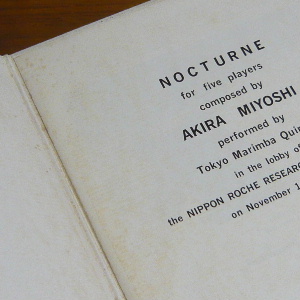 NOCTURNE
for five players
composed by
AKIRA MIYOSHI
performed by
Tokyo Marimba
in the lobby
the NIPPON ROCHE
on November